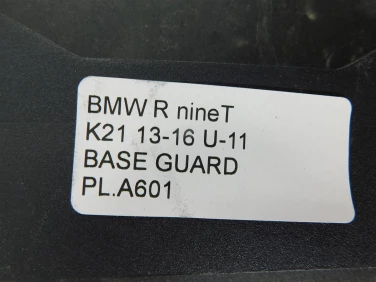 BMW R nineT
K21 13-16 U-11
BASE GUARD
PL.A601